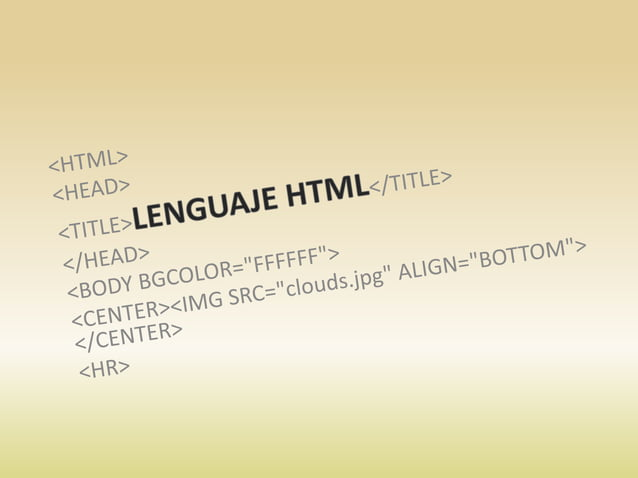 <HTML>
<HEAD>
<TITLE>LENGUAJE HTML</TITLE>
</HEAD>
<BODY BGCOLOR="FFFFFF">
<CENTER><IMG SRC="clouds.jpg" ALIGN="BOTTOM">
</CENTER>
<HR>